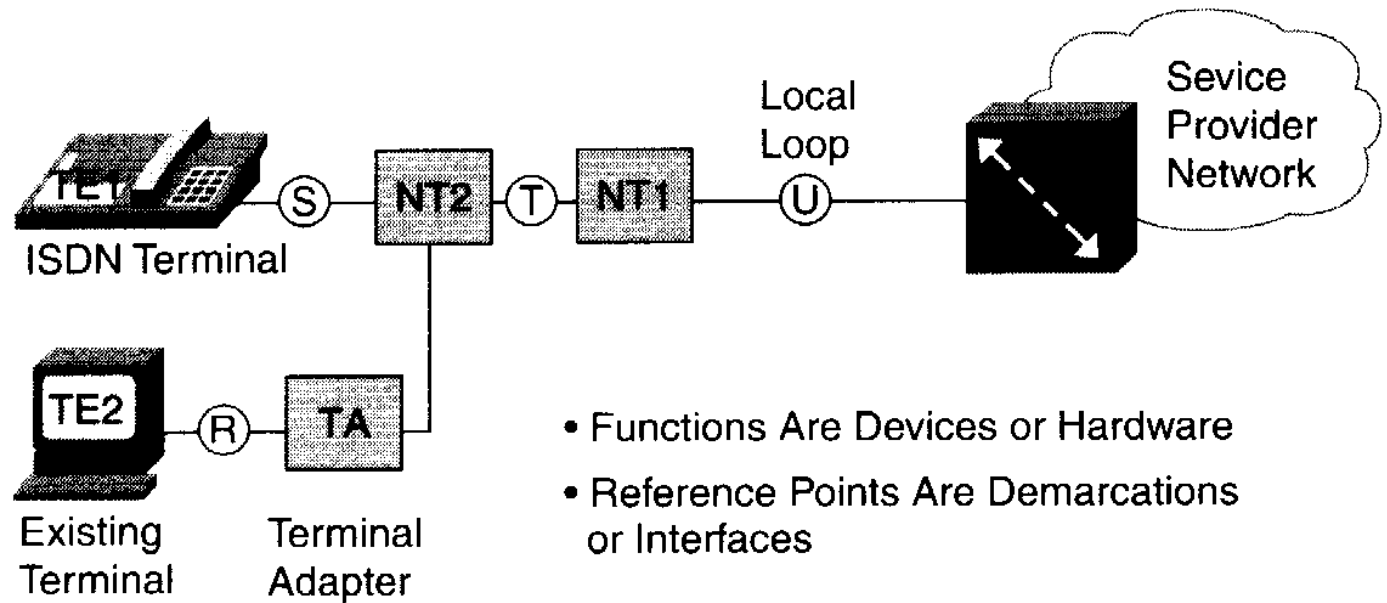 Local
Loop
Sevice
Provider
Network
TE1
S
NT2
T
NT1
U
ISDN Terminal
TE2
R
TA
Existing
Terminal
Terminal
Adapter
• Functions Are Devices or Hardware
• Reference Points Are Demarcations
or Interfaces